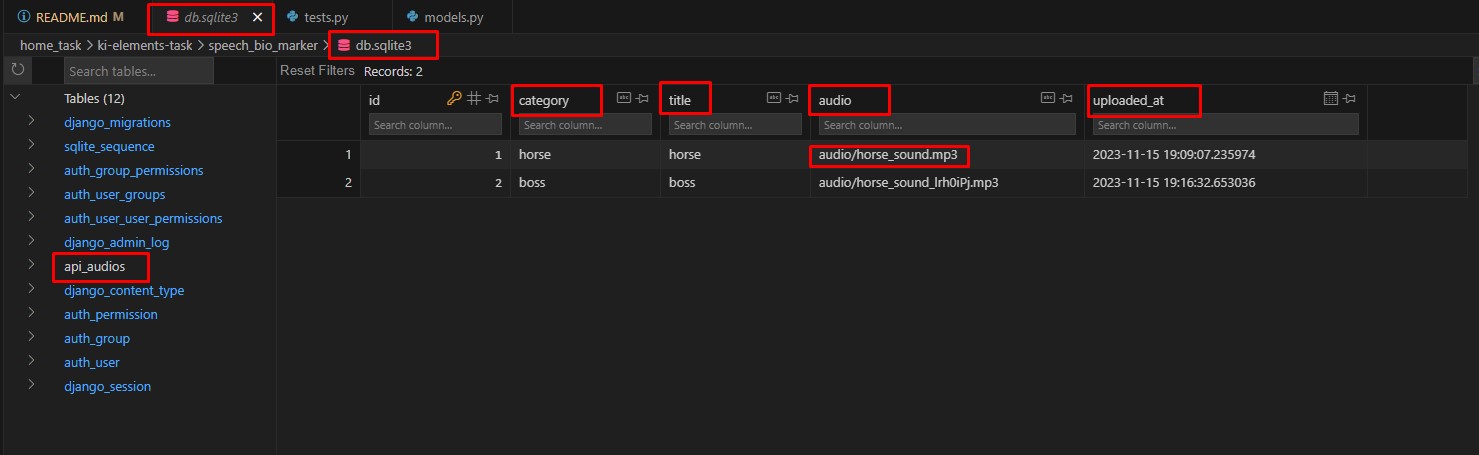 README.md M db.sqlite3 tests.py models.py
home_task > ki-elements-task > speech_bio_marker > db.sqlite3
Search tables... Reset Filters Records: 2
Tables (12)
id category title audio uploaded_at
Search column... Search column... Search column... Search column... Search column...
django_migrations
sqlite_sequence
1 1 horse horse audio/horse_sound.mp3 2023-11-15 19:09:07.235974
auth_group_permissions
2 2 boss boss audio/horse_sound_lrh0iPj.mp3 2023-11-15 19:16:32.653036
auth_user_groups
auth_user_user_permissions
django_admin_log
api_audios
django_content_type
auth_permission
auth_group
auth_user
django_session